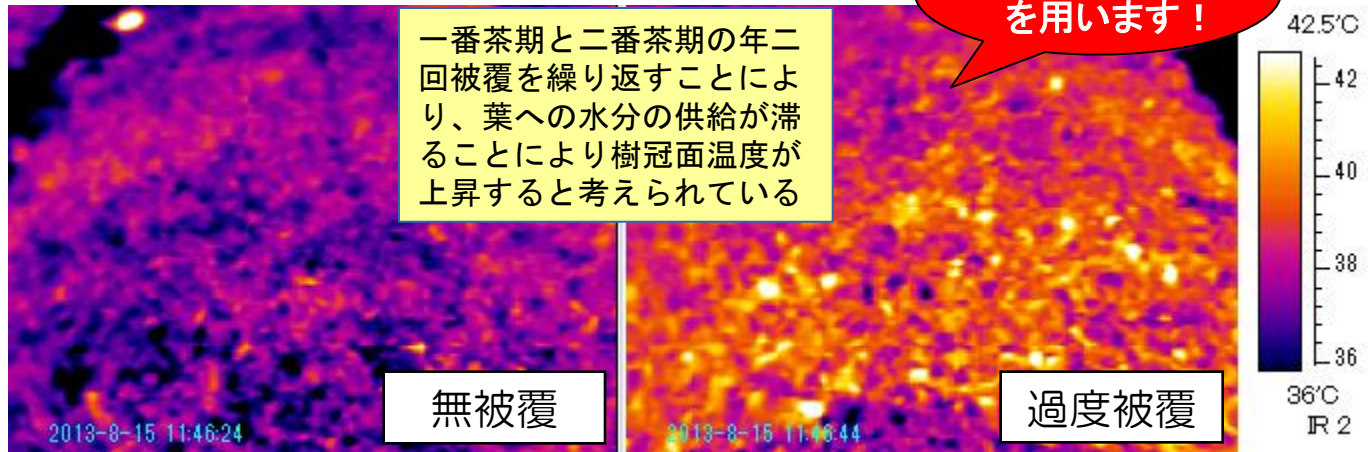 を用います！
一番茶期と二番茶期の年二
回被覆を繰り返すことによ
り、葉への水分の供給が滞
ることにより樹冠面温度が
上昇すると考えられている
42.5℃
42
40
38
36
36℃
IR 2
無被覆
過度被覆
2013-8-15 11:46:24
2013-8-15 11:46:44